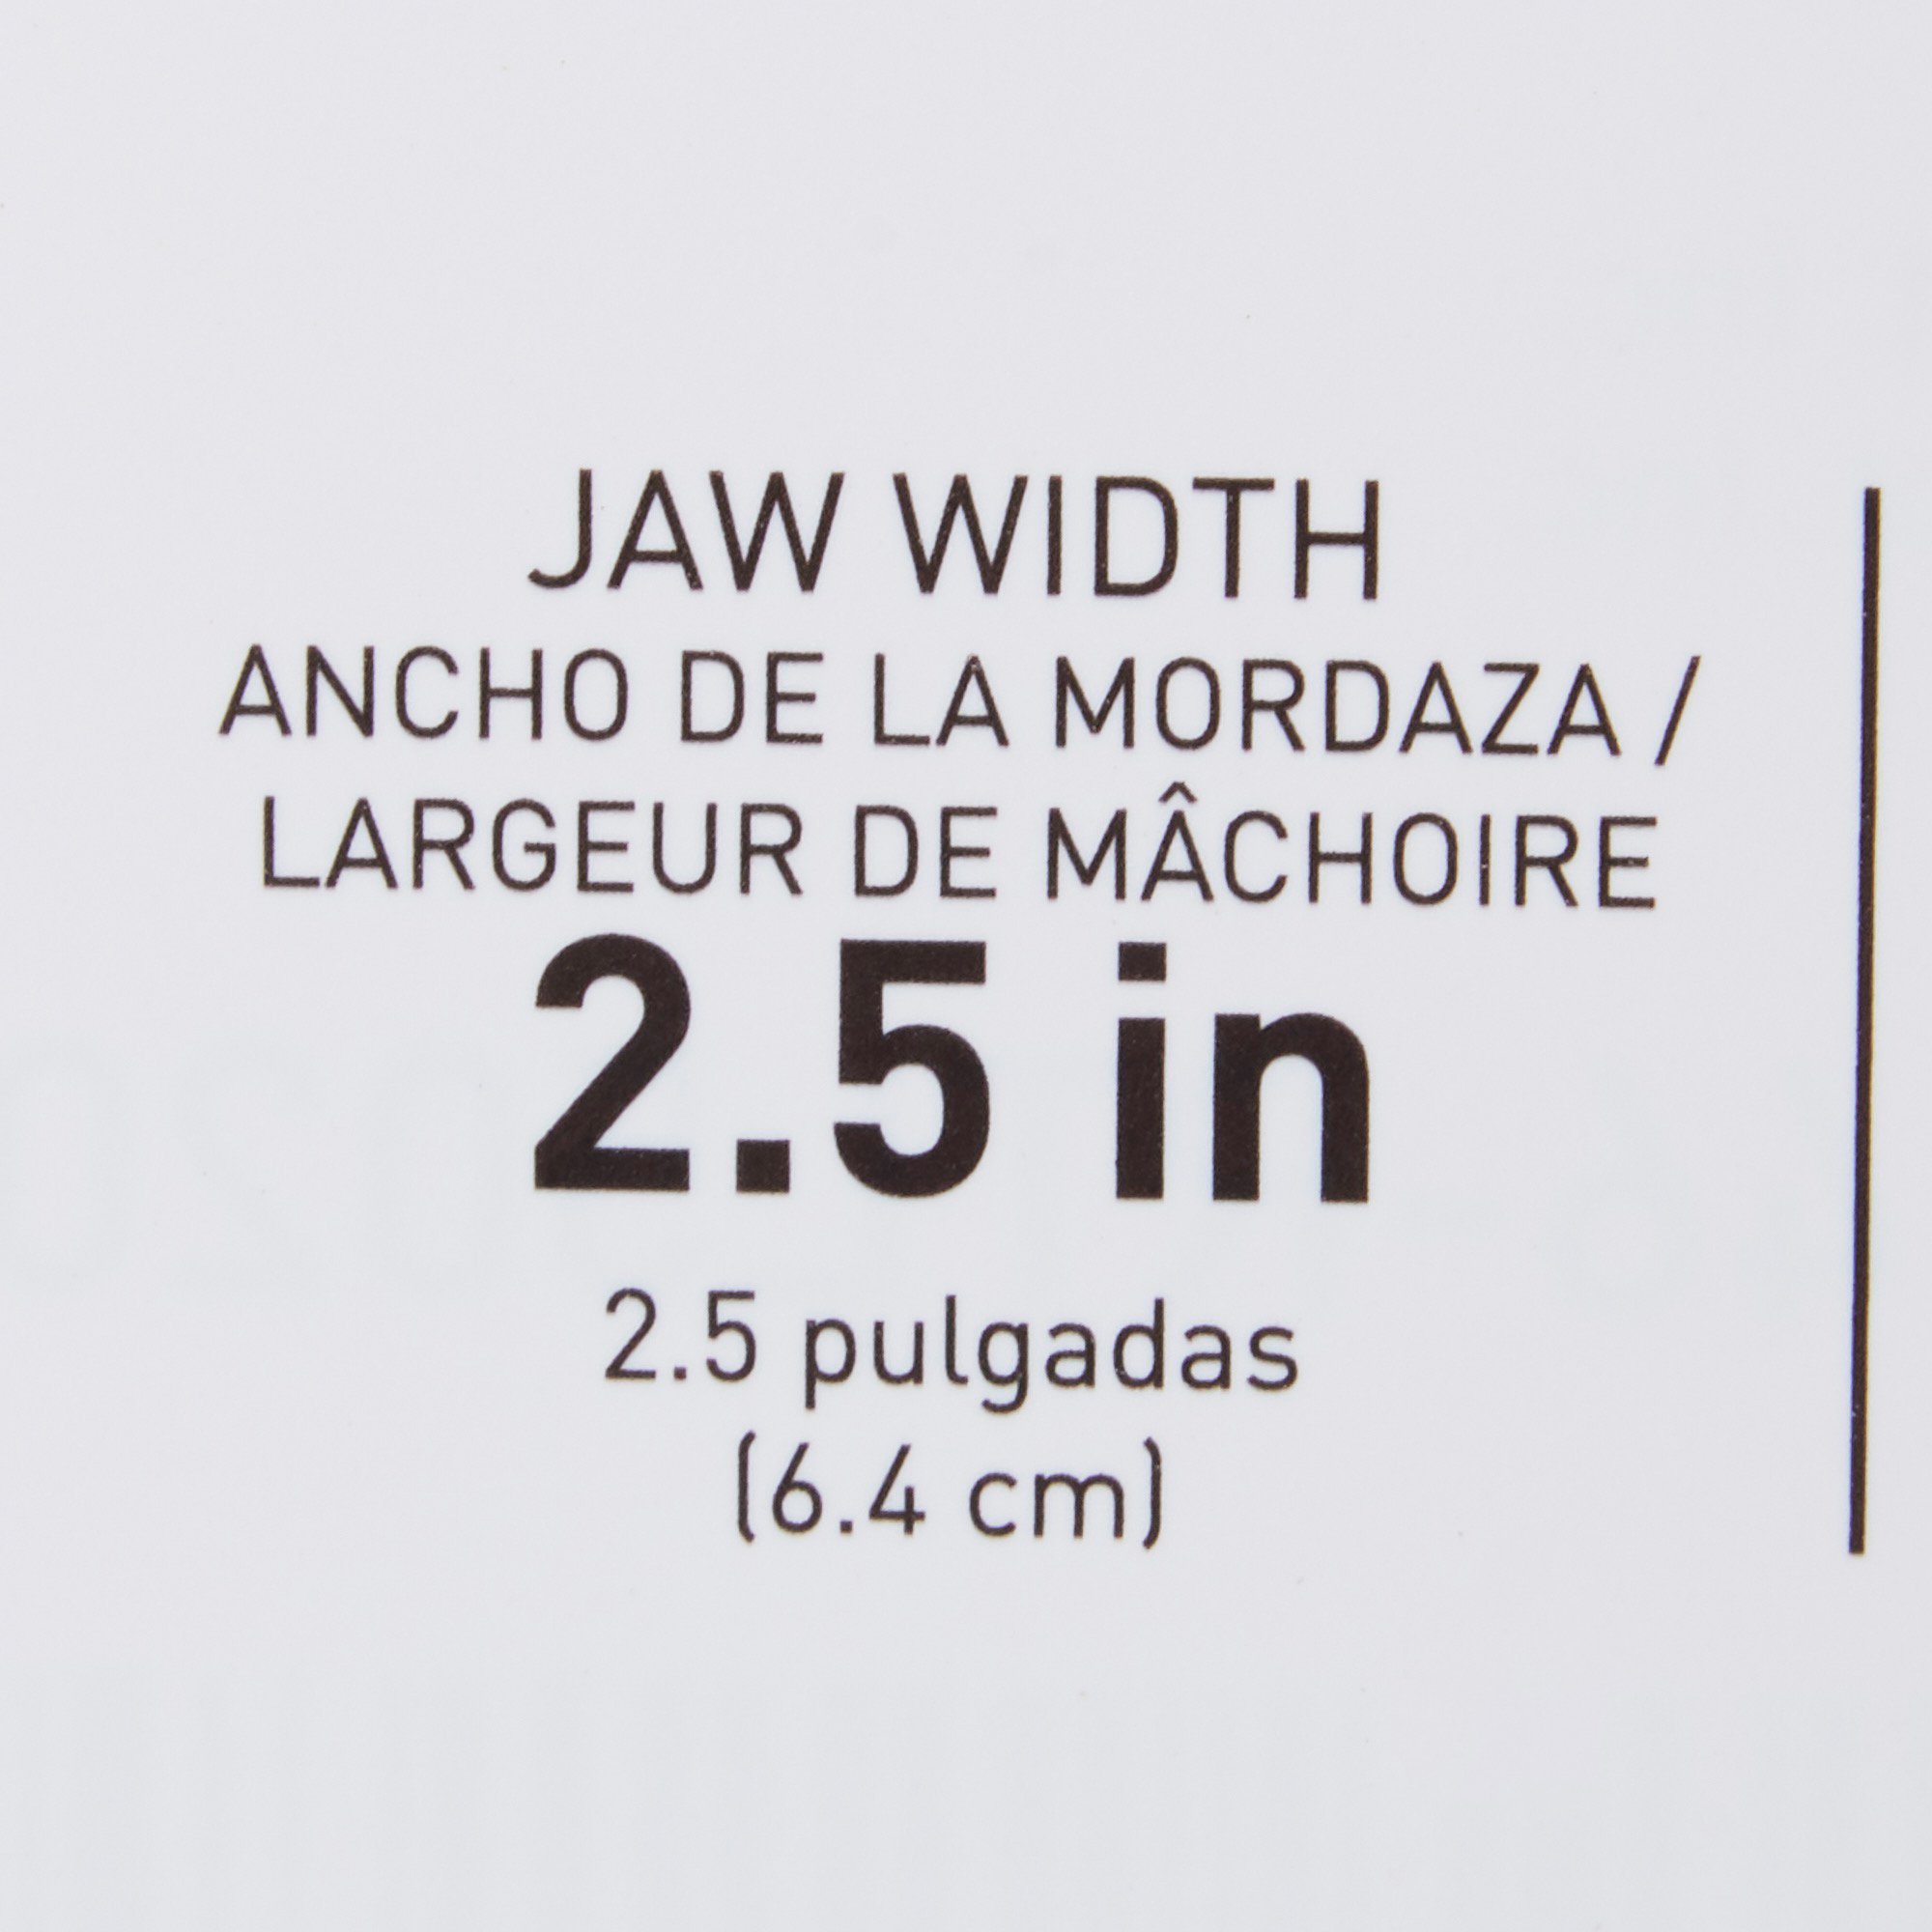 JAW WIDTH
ANCHO DE LA MORDAZA /
LARGEUR DE MÂCHOIRE
2.5 in
2.5 pulgadas
(6.4 cm)